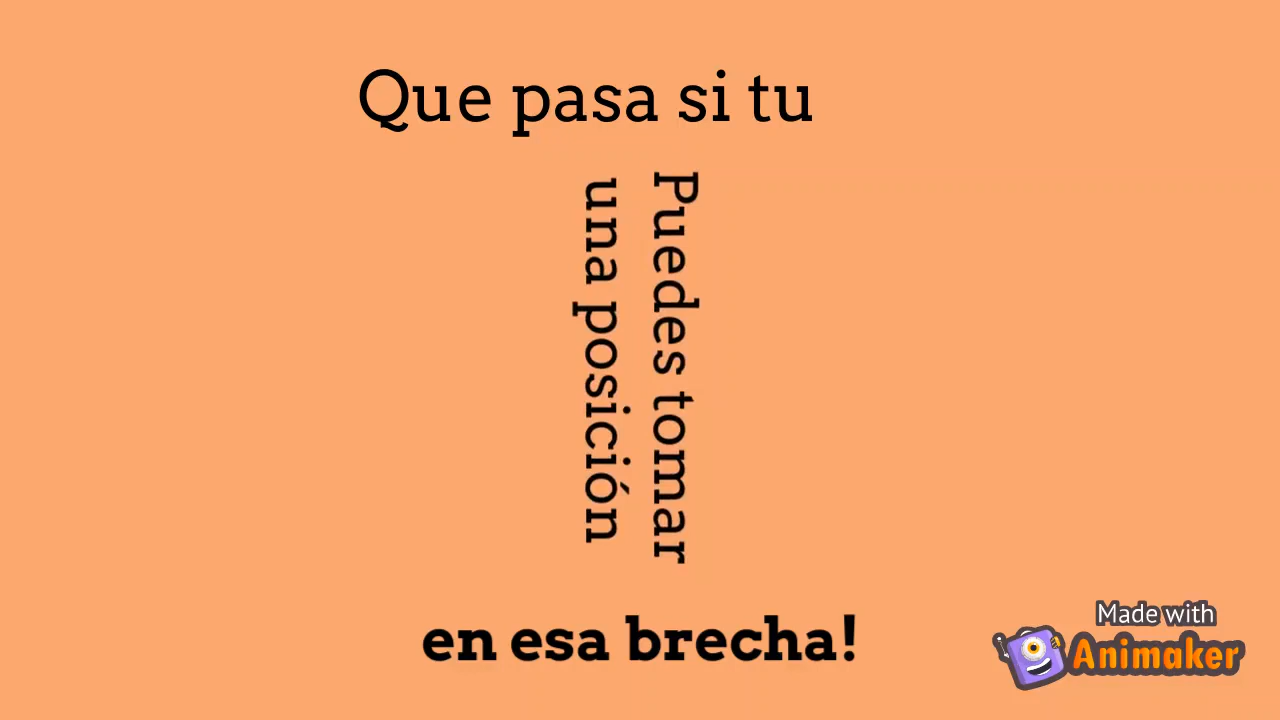 Que pasa si tu
Puedes tomar
una posición
en esa brecha!
Made with
Animaker